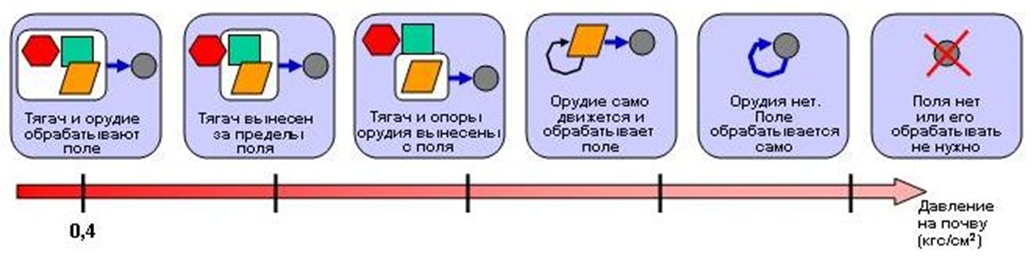 Тягач и орудие
обрабатывают
поле
Тягач вынесен
за пределы
поля
Тягач и опоры
орудия вынесены
с поля
Орудие само
движется и
обрабатывает
поле
Орудия нет.
Поле
обрабатывается
само
Поля нет
или его
обрабатывать
не нужно
0,4
Давление
на почву
(кгс/см²)